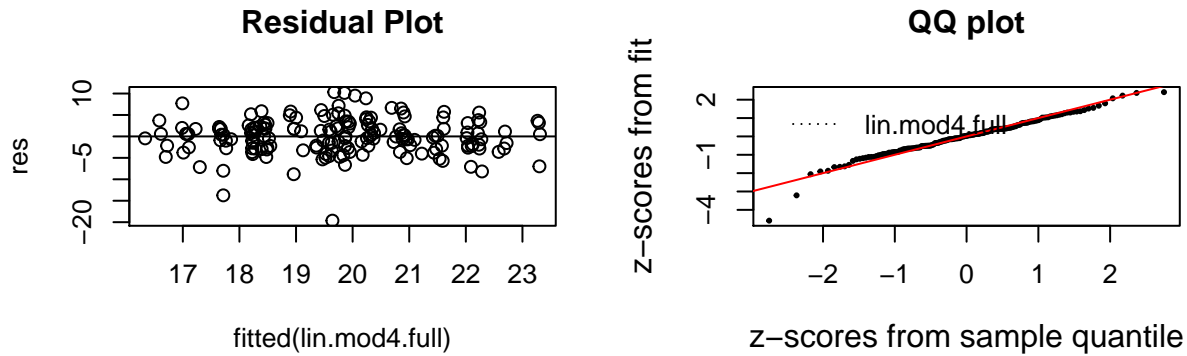 Residual Plot
res
10
−5
−20
17 18 19 20 21 22 23
fitted(lin.mod4.full)
QQ plot
z−scores from fit
2
−1
−4
lin.mod4.full
−2 −1 0 1 2
z−scores from sample quantile